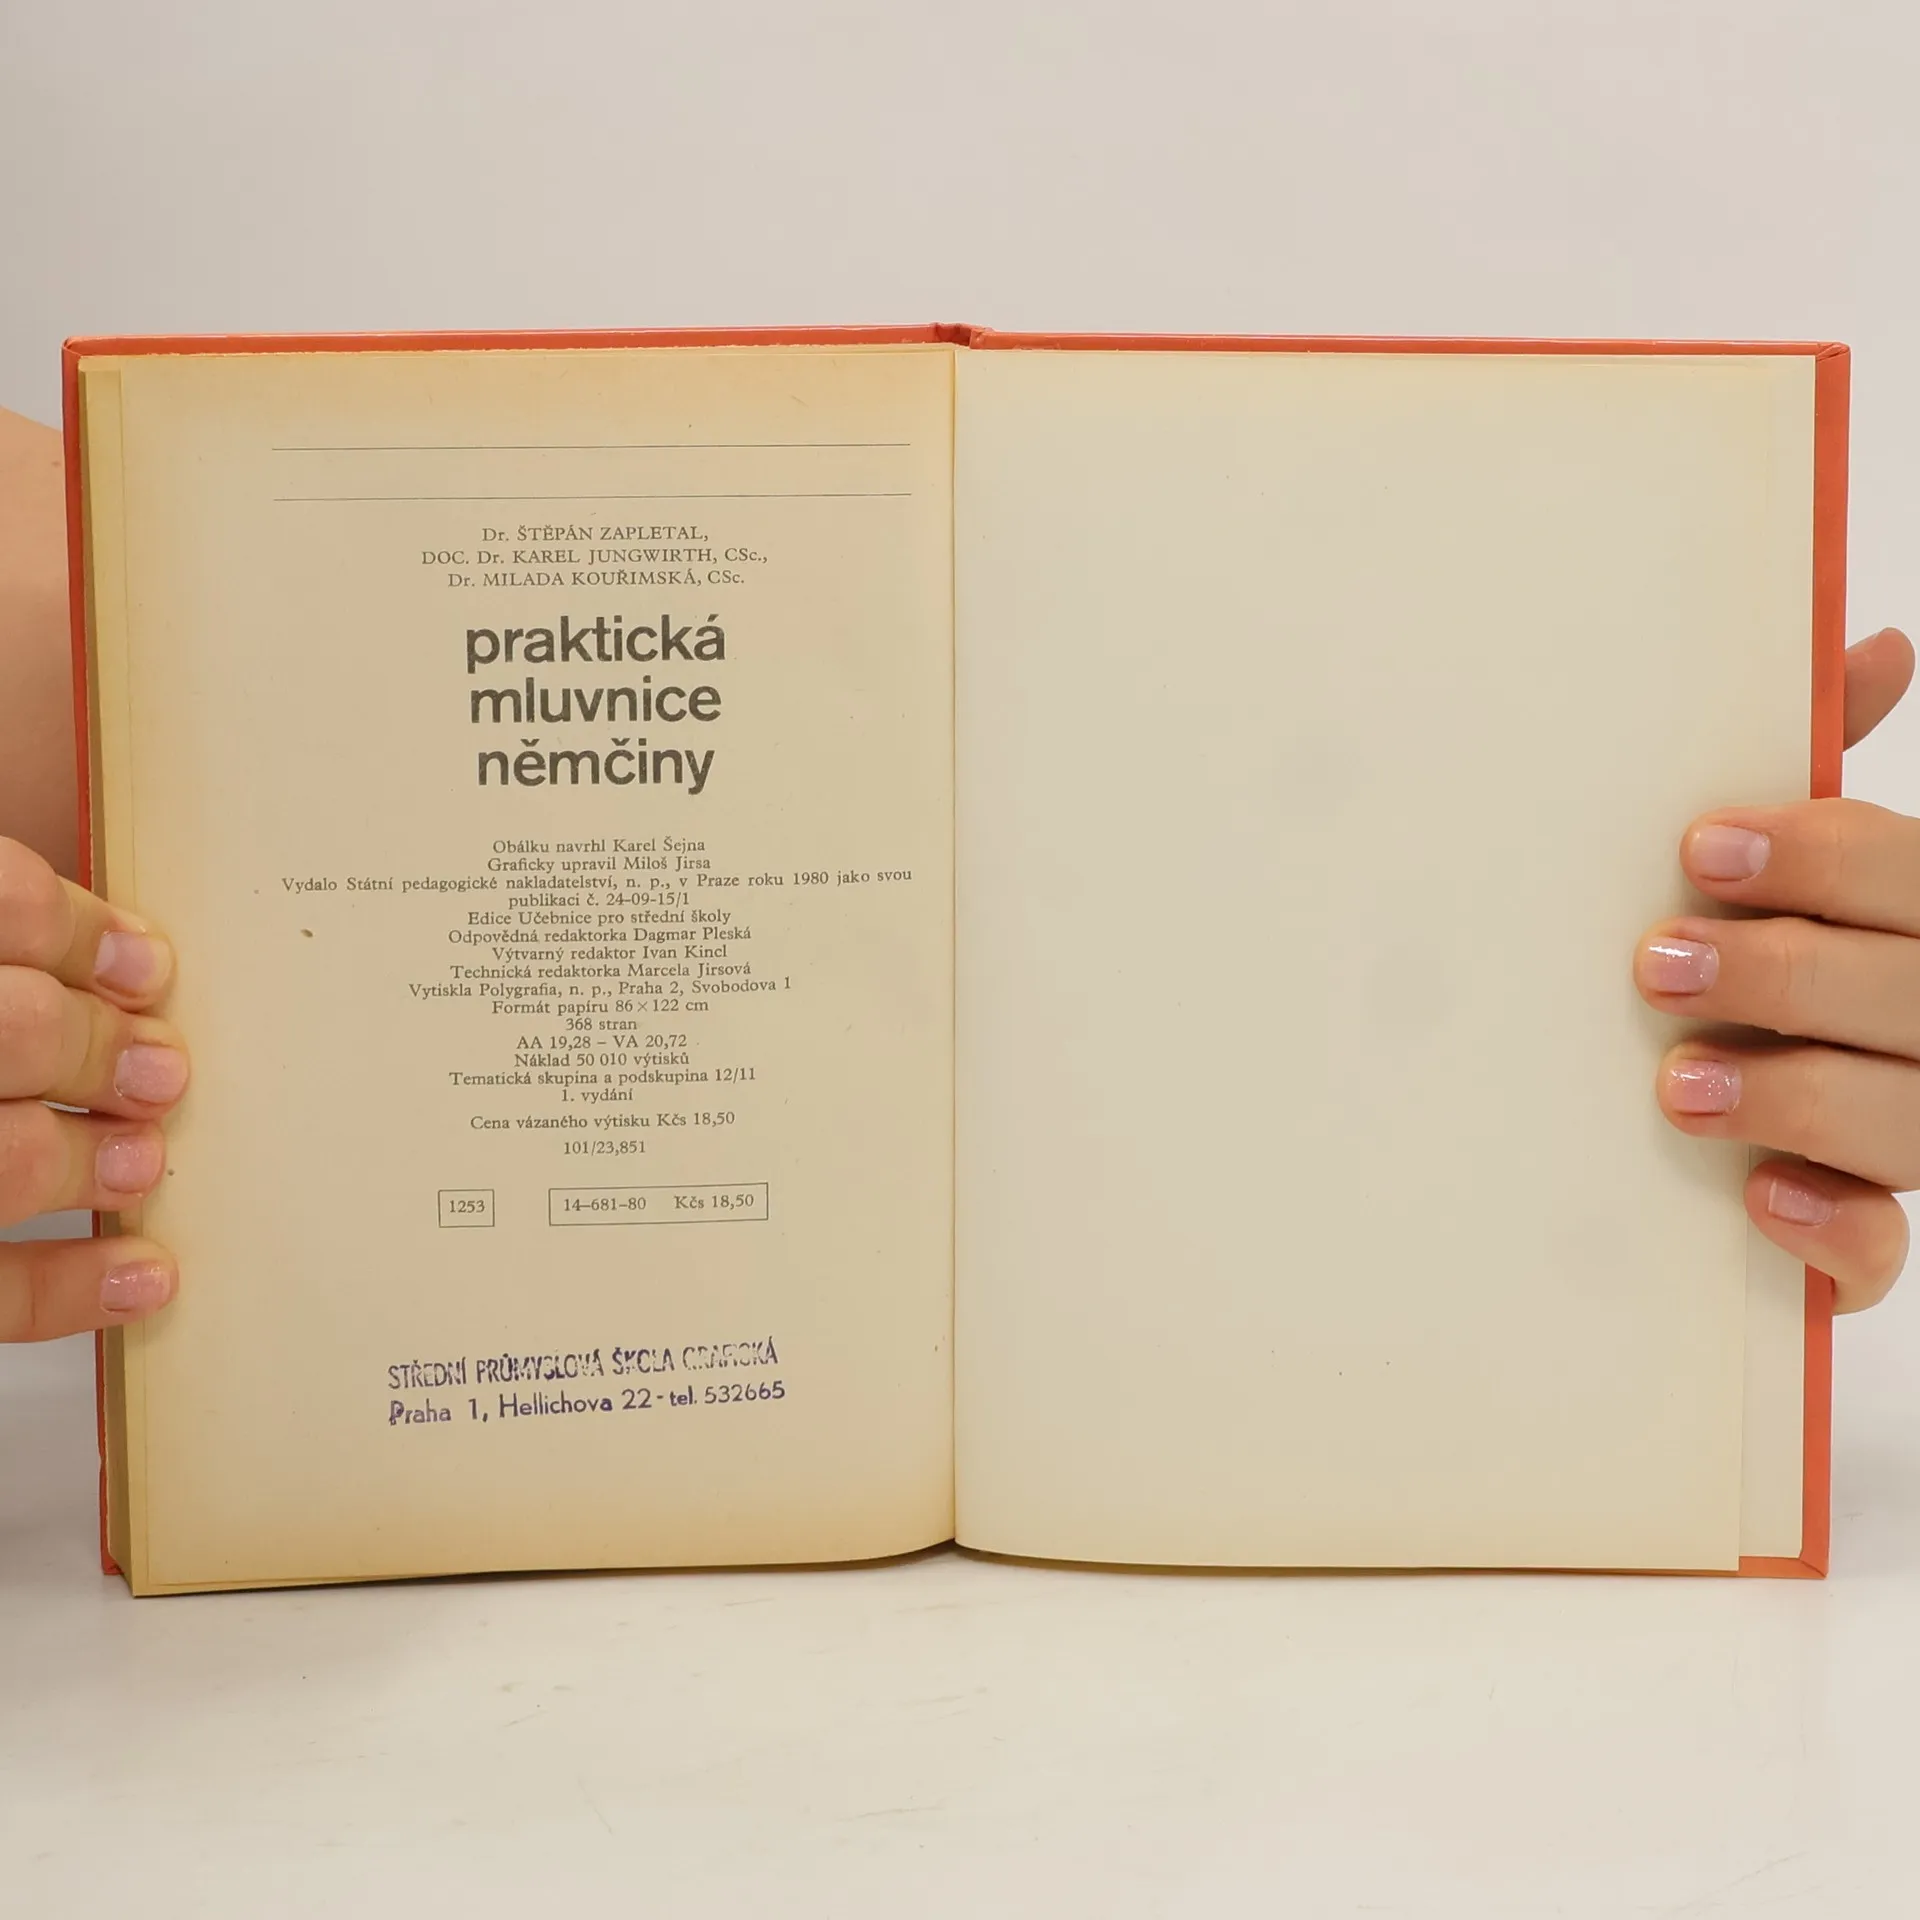 Dr. ŠTĚPÁN ZAPLETAL,
DOC. Dr. KAREL JUNGWIRTH, CSc.,
Dr. MILADA KOUŘIMSKÁ, CSc.
praktická
mluvnice
němčiny
Obálku navrhl Karel Šejna
Graficky upravil Miloš Jirsa
Vydalo Státní pedagogické nakladatelství, n. p., v Praze roku 1980 jako svou
publikaci č. 24–09–15/1
Edice Učebnice pro střední školy
Odpovědná redaktorka Dagmar Pleská
Výtvarný redaktor Ivan Kincl
Technická redaktorka Marcela Jirsová
Vytiskla Polygrafia, n. p., Praha 2, Svobodova 1
Formát papíru 86 × 122 cm
368 stran
AA 19,28 – VA 20,72
Náklad 50 010 výtisků
Tematická skupina a podskupina 12/11
1. vydání
Cena vázaného výtisku Kčs 18,50
101/23,851
1253 14–681–80 Kčs 18,50
STŘEDNÍ PRŮMYSLOVÁ ŠKOLA GRAFICKÁ
Praha 1, Hellichova 22 - tel. 532665